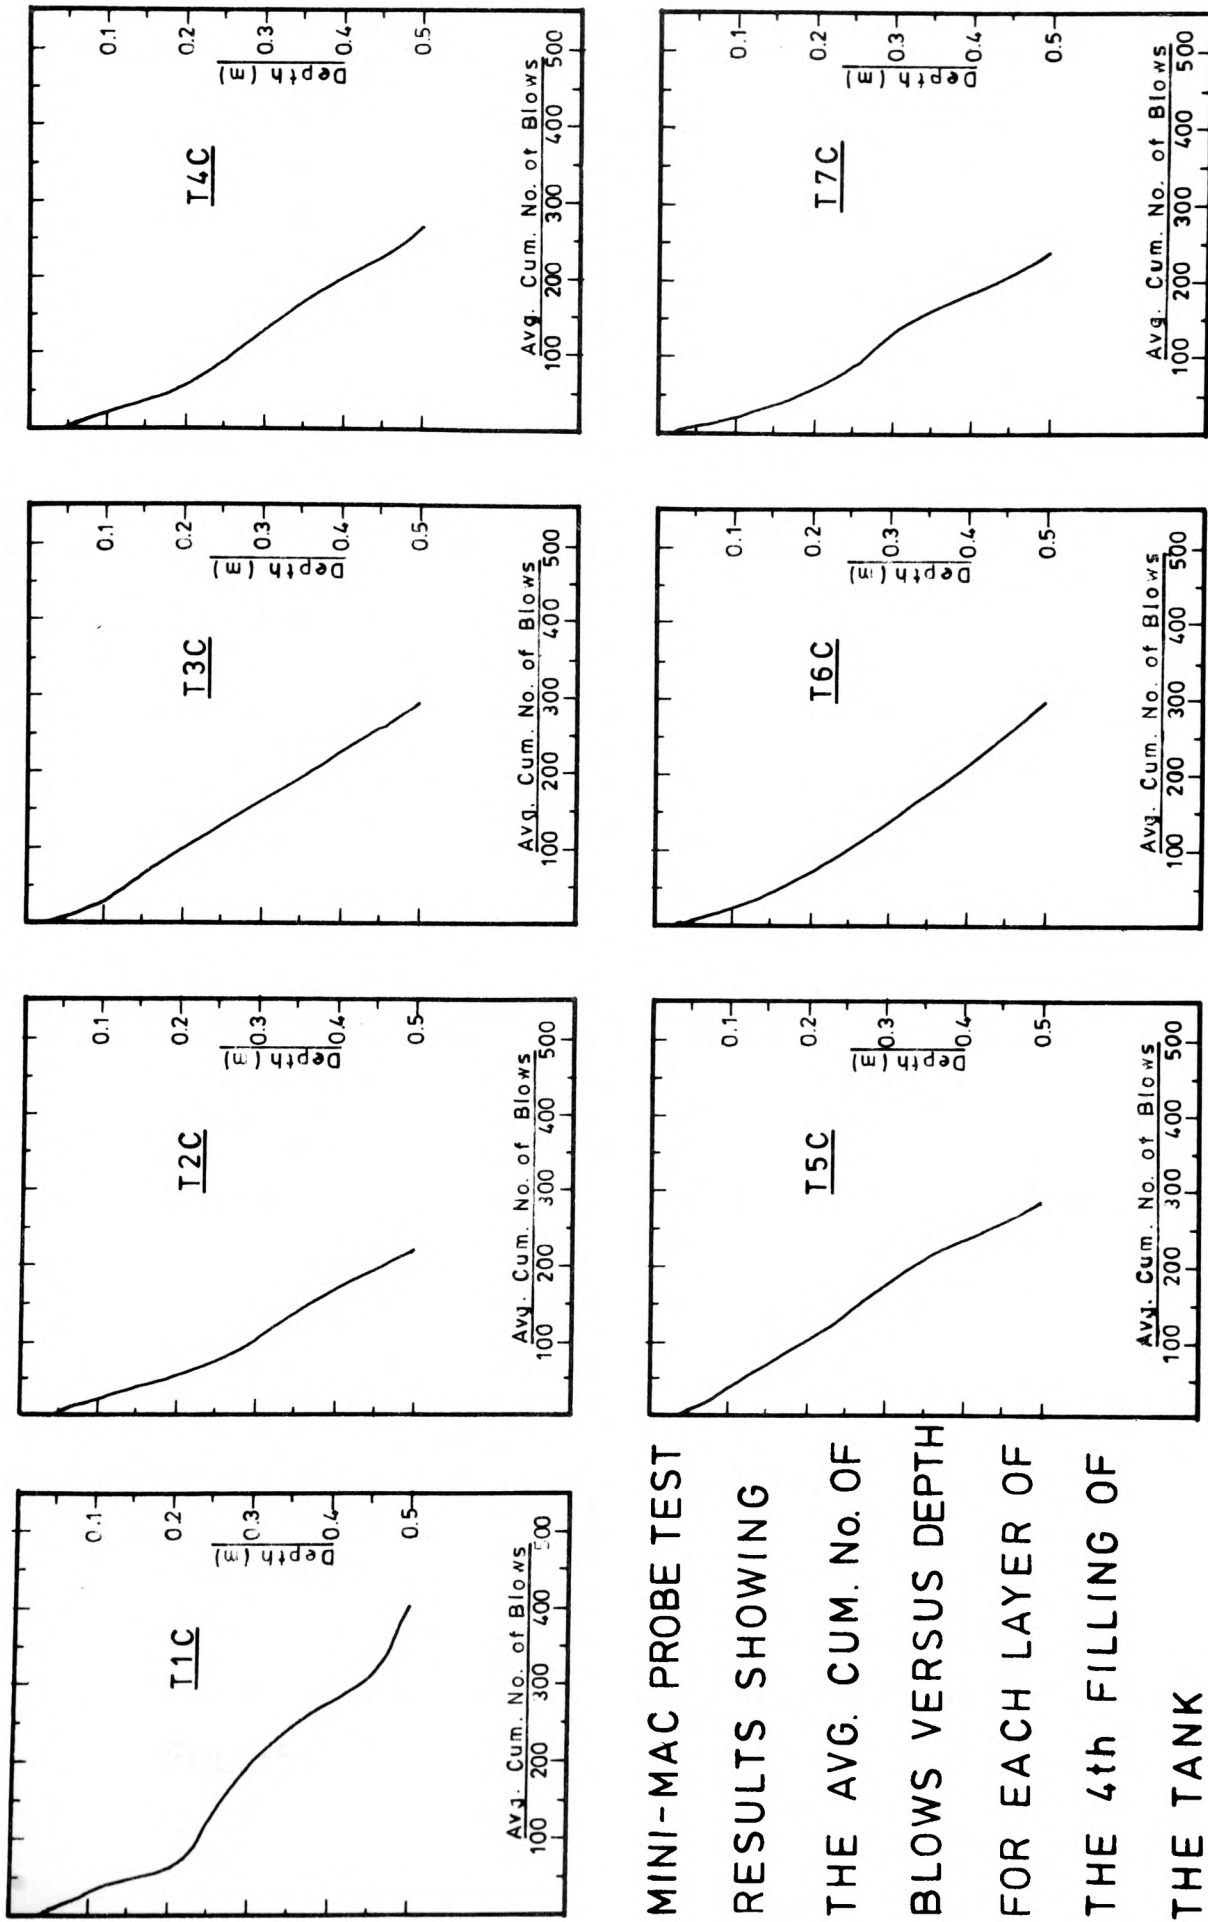 T1C
0.1
0.2
0.3
0.4
0.5
Depth (m)
Avg. Cum. No. of Blows
100 200 300 400 500
T2C
0.1
0.2
0.3
0.4
0.5
Depth (m)
Avg. Cum. No. of Blows
100 200 300 400 500
T3C
0.1
0.2
0.3
0.4
0.5
Depth (m)
Avg. Cum. No. of Blows
100 200 300 400 500
T4C
0.1
0.2
0.3
0.4
0.5
Depth (m)
Avg. Cum. No. of Blows
100 200 300 400 500
MINI-MAC PROBE TEST
RESULTS SHOWING
THE AVG. CUM. No. OF
BLOWS VERSUS DEPTH
FOR EACH LAYER OF
THE 4th FILLING OF
THE TANK
T5C
0.1
0.2
0.3
0.4
0.5
Depth (m)
Avg. Cum. No. of Blows
100 200 300 400 500
T6C
0.1
0.2
0.3
0.4
0.5
Depth (m)
Avg. Cum. No. of Blows
100 200 300 400 500
T7C
0.1
0.2
0.3
0.4
0.5
Depth (m)
Avg. Cum. No. of Blows
100 200 300 400 500